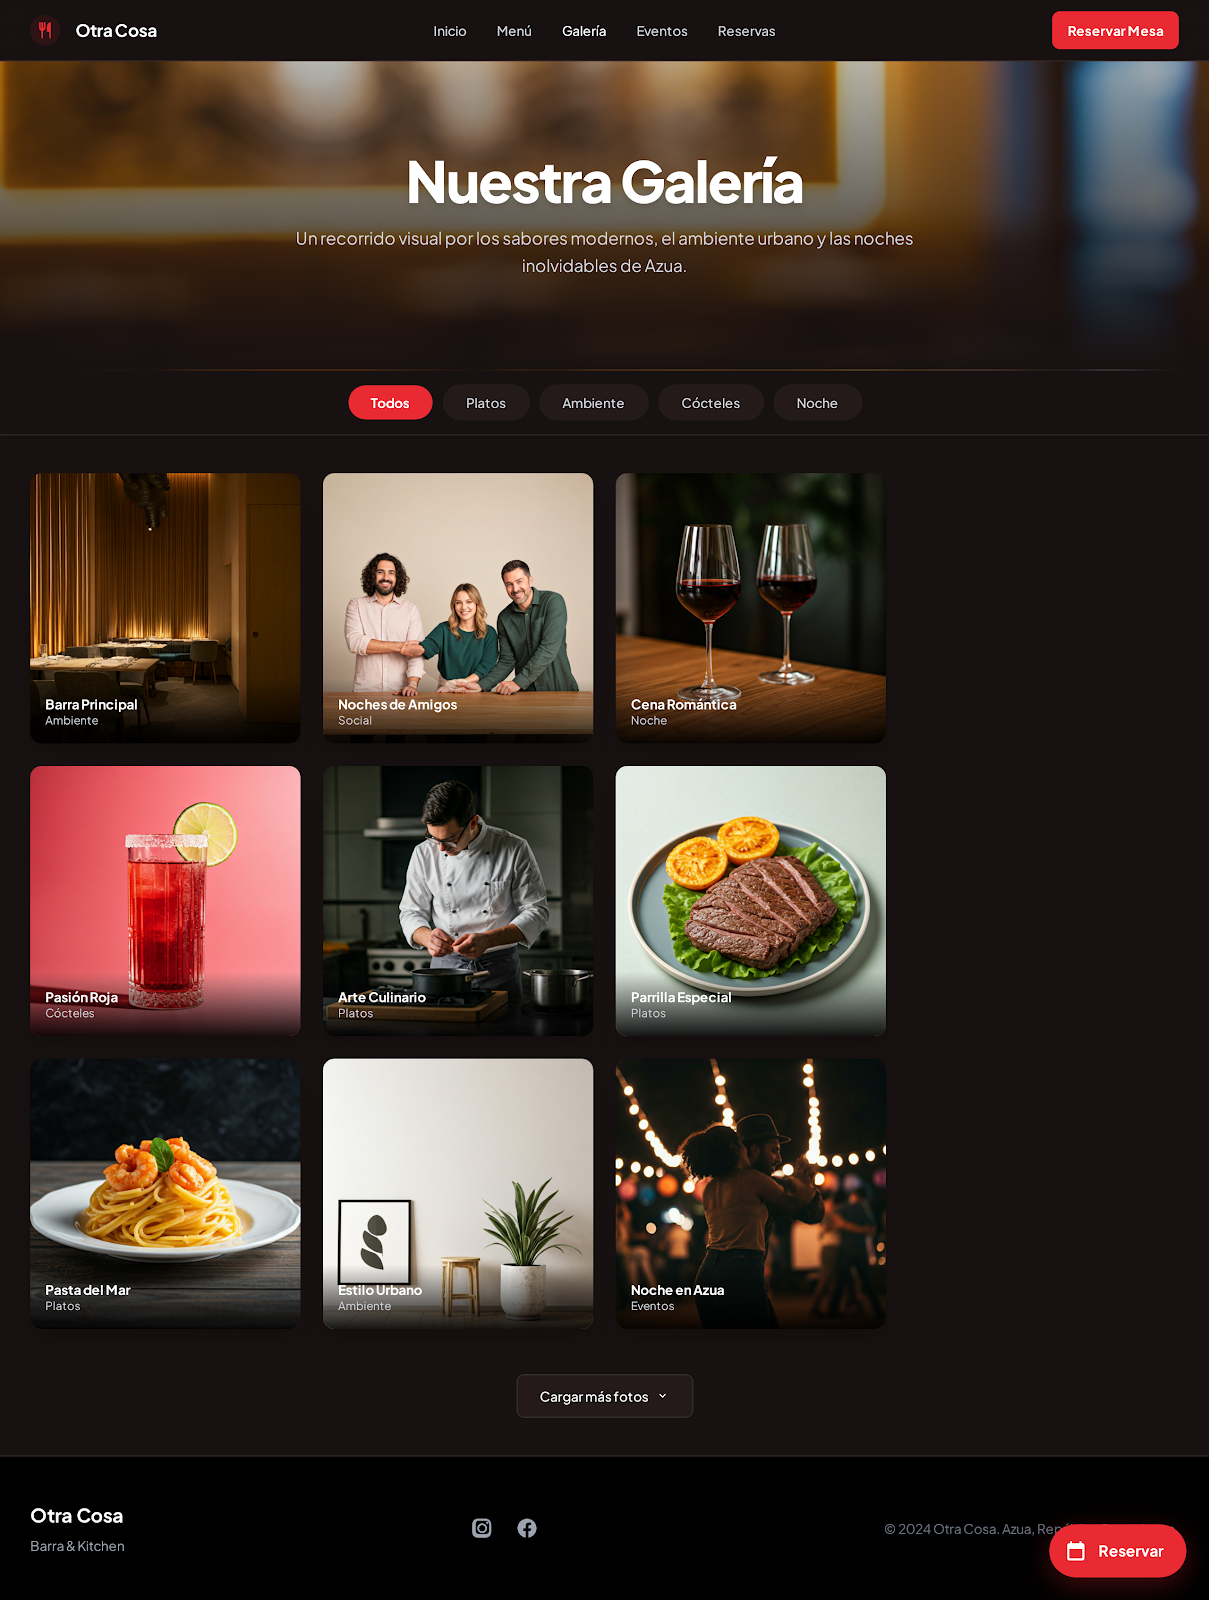 Otra Cosa
Inicio
Menú
Galería
Eventos
Reservas
Reservar Mesa
Nuestra Galería
Un recorrido visual por los sabores modernos, el ambiente urbano y las noches
inolvidables de Azua.
Todos
Platos
Ambiente
Cócteles
Noche
Barra Principal
Ambiente
Noches de Amigos
Social
Cena Romántica
Noche
Pasión Roja
Cócteles
Arte Culinario
Platos
Parrilla Especial
Platos
Pasta del Mar
Platos
Estilo Urbano
Ambiente
Noche en Azua
Eventos
Cargar más fotos
Otra Cosa
Barra & Kitchen
© 2024 Otra Cosa. Azua,
Reservar